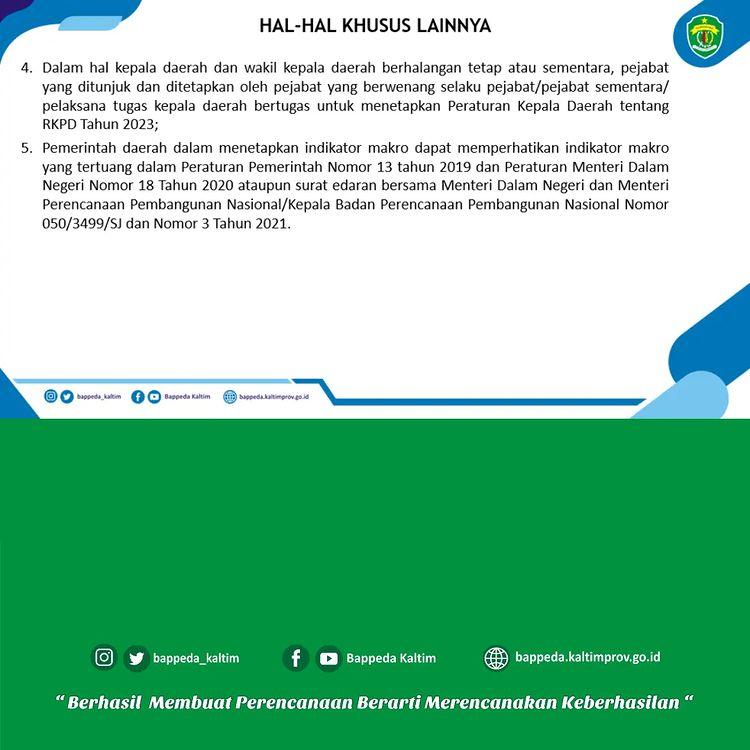 HAL-HAL KHUSUS LAINNYA
4. Dalam hal kepala daerah dan wakil kepala daerah berhalangan tetap atau sementara, pejabat
yang ditunjuk dan ditetapkan oleh pejabat yang berwenang selaku pejabat/pejabat sementara/
pelaksana tugas kepala daerah bertugas untuk menetapkan Peraturan Kepala Daerah tentang
RKPD Tahun 2023;
5. Pemerintah daerah dalam menetapkan indikator makro dapat memperhatikan indikator makro
yang tertuang dalam Peraturan Pemerintah Nomor 13 tahun 2019 dan Peraturan Menteri Dalam
Negeri Nomor 18 Tahun 2020 ataupun surat edaran bersama Menteri Dalam Negeri dan Menteri
Perencanaan Pembangunan Nasional/Kepala Badan Perencanaan Pembangunan Nasional Nomor
050/3499/SJ dan Nomor 3 Tahun 2021.
bappeda_kaltim Bappeda Kaltim bappeda.kaltimprov.go.id
bappeda_kaltim Bappeda Kaltim bappeda.kaltimprov.go.id
“ Berhasil Membuat Perencanaan Berarti Merencanakan Keberhasilan “